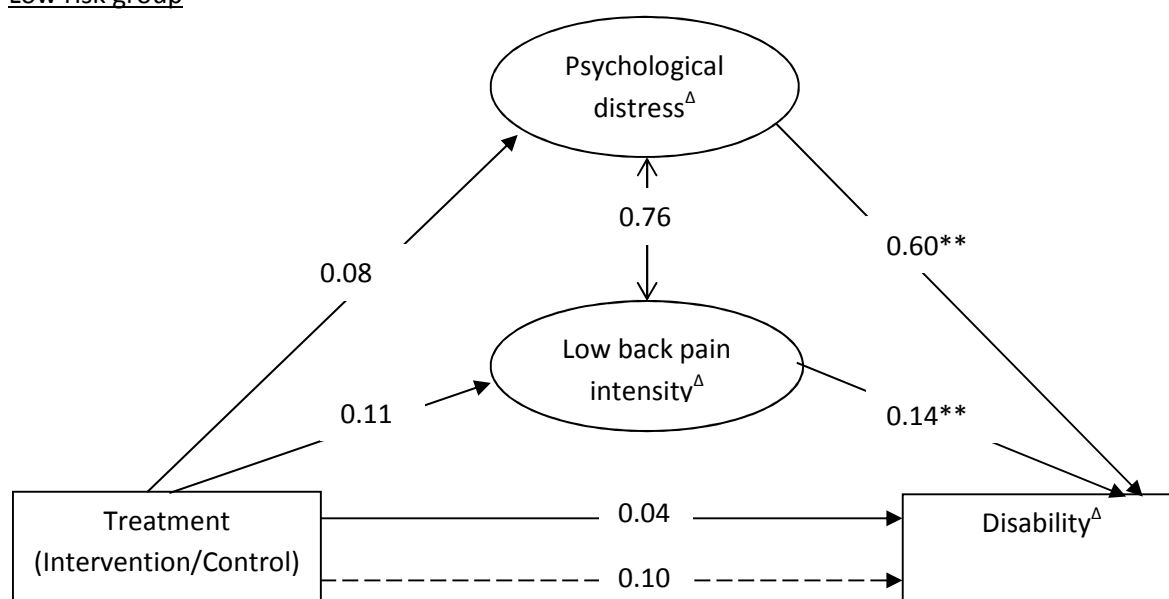 Low risk group
Psychological
distress^Δ
0.76
0.60**
0.08
Low back pain
intensity^Δ
0.11
0.14**
Treatment
(Intervention/Control)
0.04
Disability^Δ
0.10